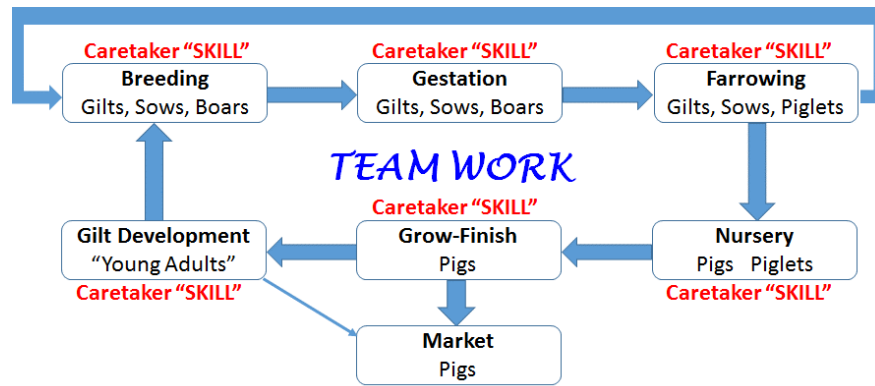 Caretaker “SKILL”
Breeding
Gilts, Sows, Boars
Caretaker “SKILL”
Gestation
Gilts, Sows, Boars
Caretaker “SKILL”
Farrowing
Gilts, Sows, Piglets
TEAM WORK
Gilt Development
“Young Adults”
Caretaker “SKILL”
Caretaker “SKILL”
Grow-Finish
Pigs
Nursery
Pigs Piglets
Caretaker “SKILL”
Market
Pigs